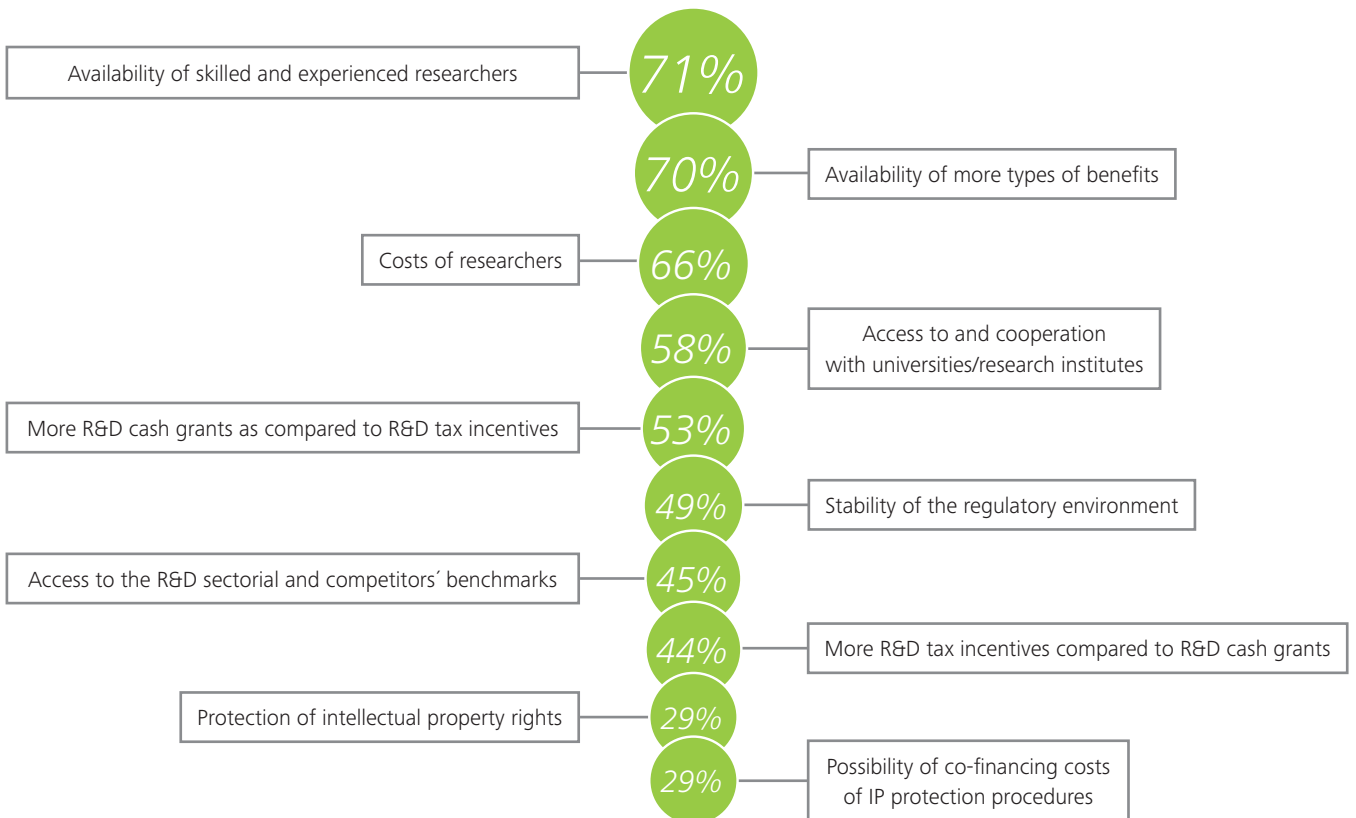 71%
Availability of skilled and experienced researchers
70%
Availability of more types of benefits
Costs of researchers
66%
58%
Access to and cooperation
with universities/research institutes
More R&D cash grants as compared to R&D tax incentives
53%
49%
Stability of the regulatory environment
Access to the R&D sectorial and competitors´ benchmarks
45%
44%
More R&D tax incentives compared to R&D cash grants
Protection of intellectual property rights
29%
29%
Possibility of co-financing costs
of IP protection procedures